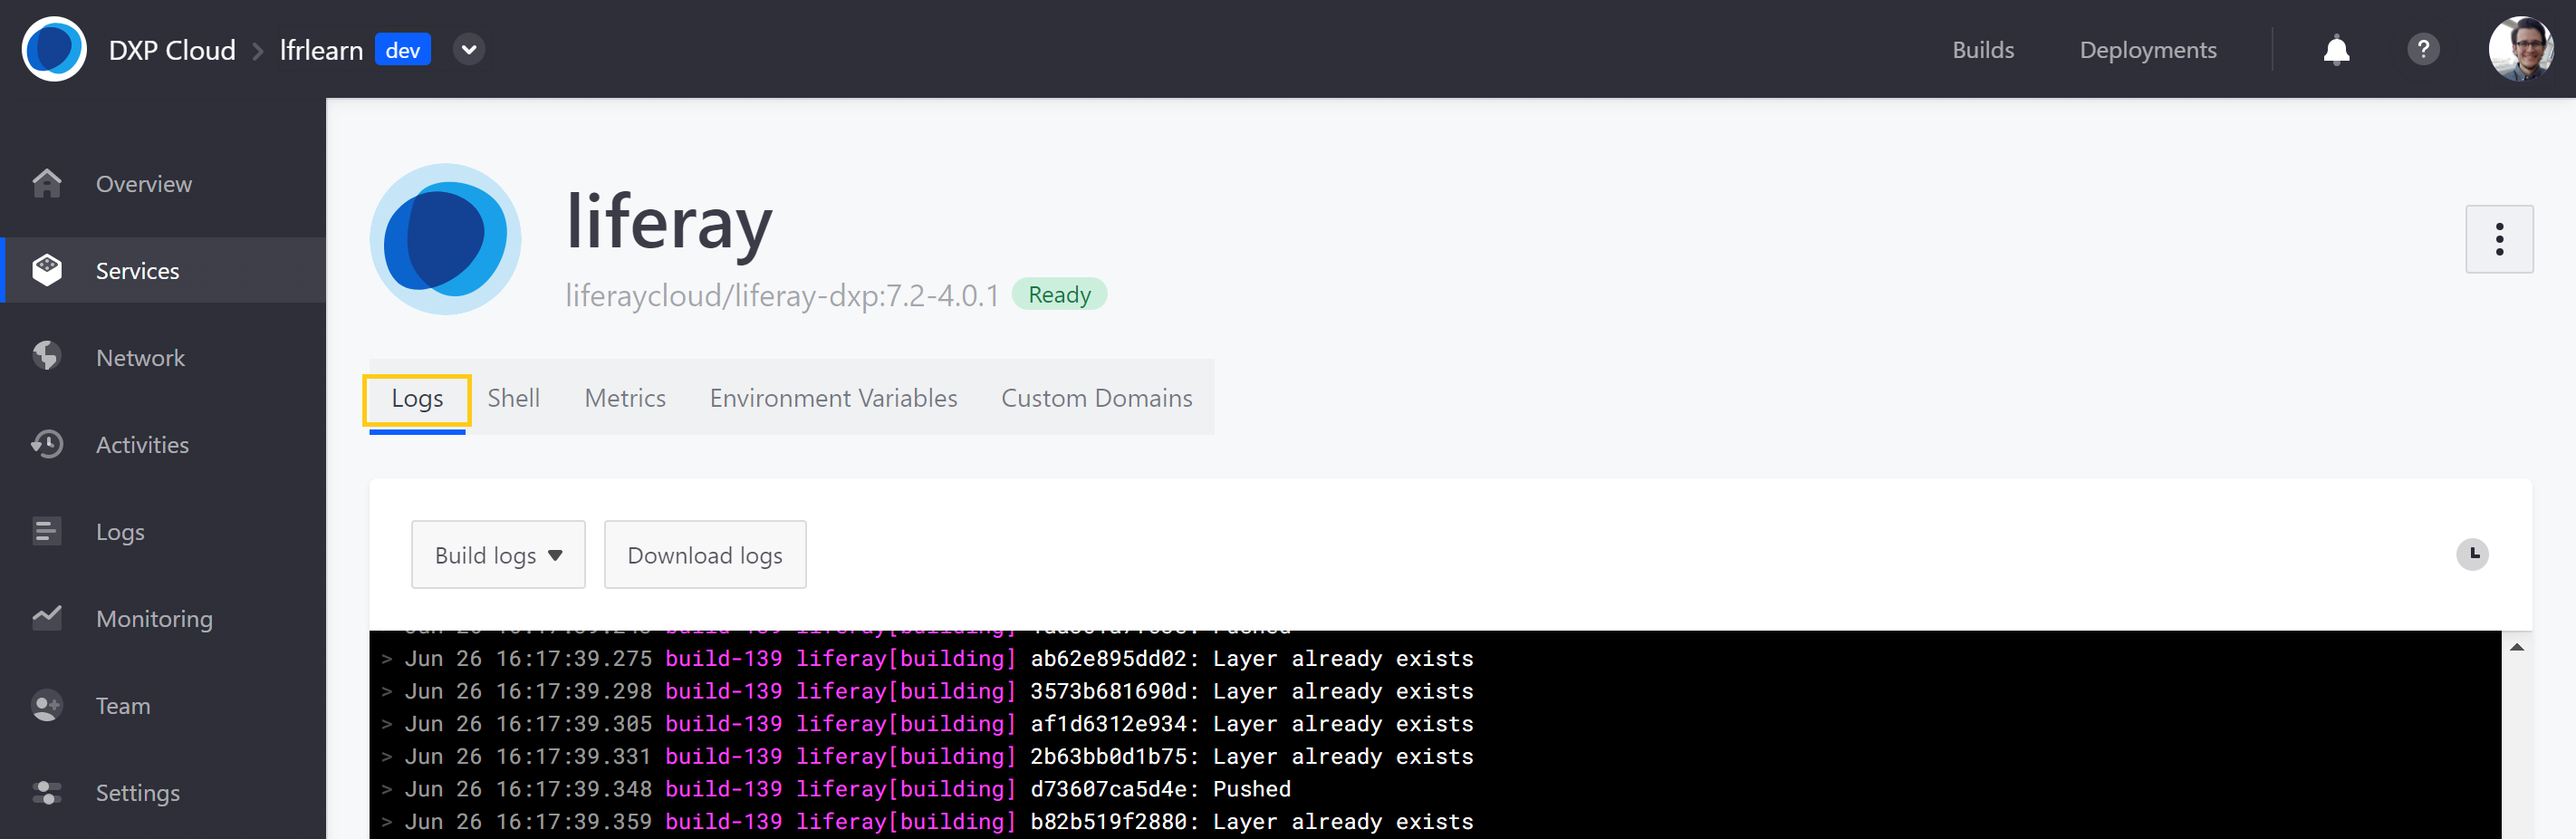 DXP Cloud > lfrlearn dev
Builds
Deployments
?
Overview
Services
Network
Activities
Logs
Monitoring
Team
Settings
liferay
liferaycloud/liferay-dxp:7.2-4.0.1 Ready
Logs Shell Metrics Environment Variables Custom Domains
Build logs Download logs
> Jun 26 16:17:39.275 build-139 liferay[building] ab62e895dd02: Layer already exists
> Jun 26 16:17:39.298 build-139 liferay[building] 3573b681690d: Layer already exists
> Jun 26 16:17:39.305 build-139 liferay[building] af1d6312e934: Layer already exists
> Jun 26 16:17:39.331 build-139 liferay[building] 2b63bb0d1b75: Layer already exists
> Jun 26 16:17:39.348 build-139 liferay[building] d73607ca5d4e: Pushed
> Jun 26 16:17:39.359 build-139 liferay[building] b82b519f2880: Layer already exists